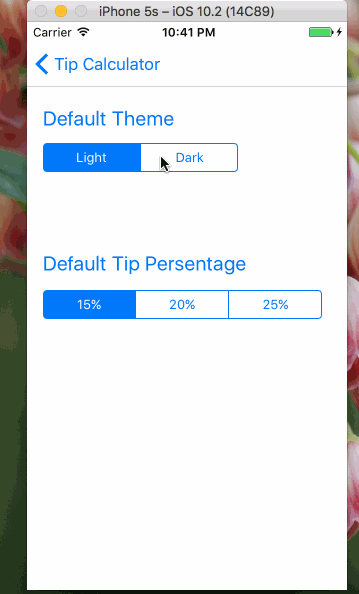 iPhone 5s – iOS 10.2 (14C89)
Carrier 10:41 PM
Tip Calculator
Default Theme
Light Dark
Default Tip Persentage
15% 20% 25%